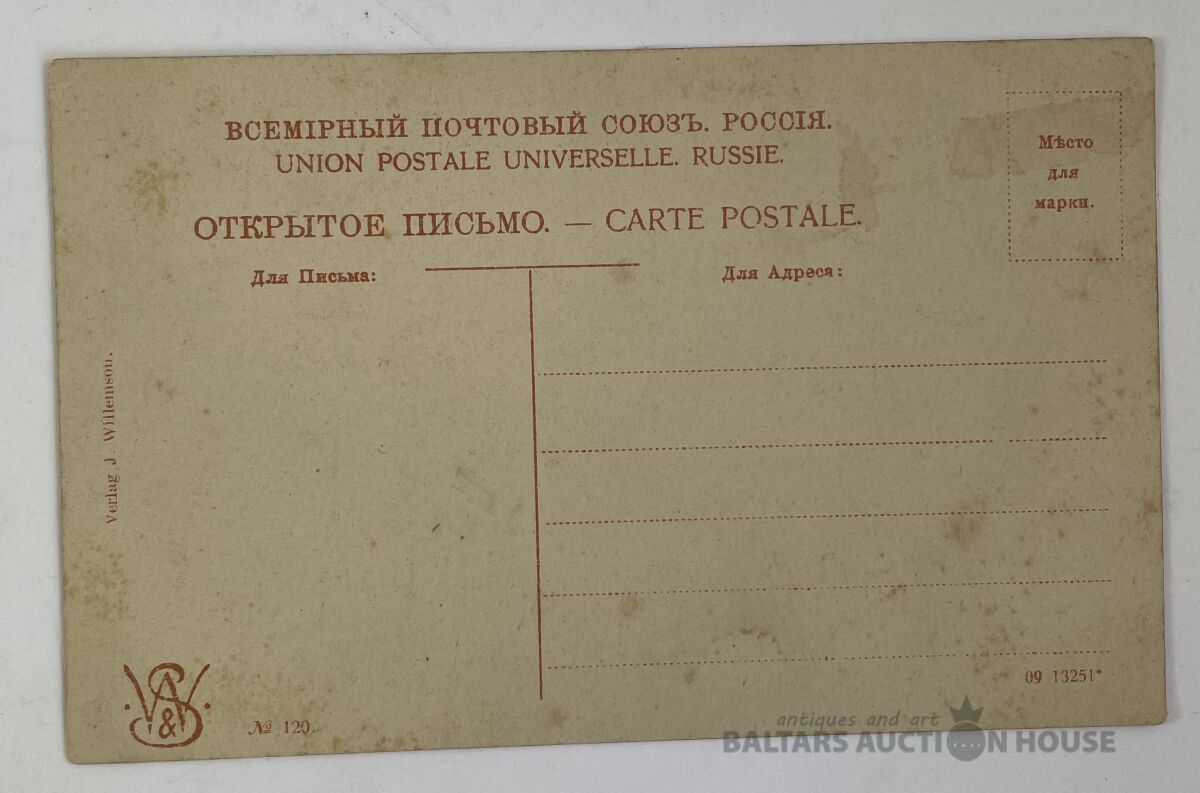 ВСЕМІРНЫЙ ПОЧТОВЫЙ СОЮЗЪ. РОССІЯ.
UNION POSTALE UNIVERSELLE. RUSSIE.
Мѣсто
для
марки.
ОТКРЫТОЕ ПИСЬМО. — CARTE POSTALE.
Для Письма:
Для Адреса:
Verlag J. Willemson.
09 13251*
W S & 
№ 120.
antiques and art
BALTARS AUCTION HOUSE